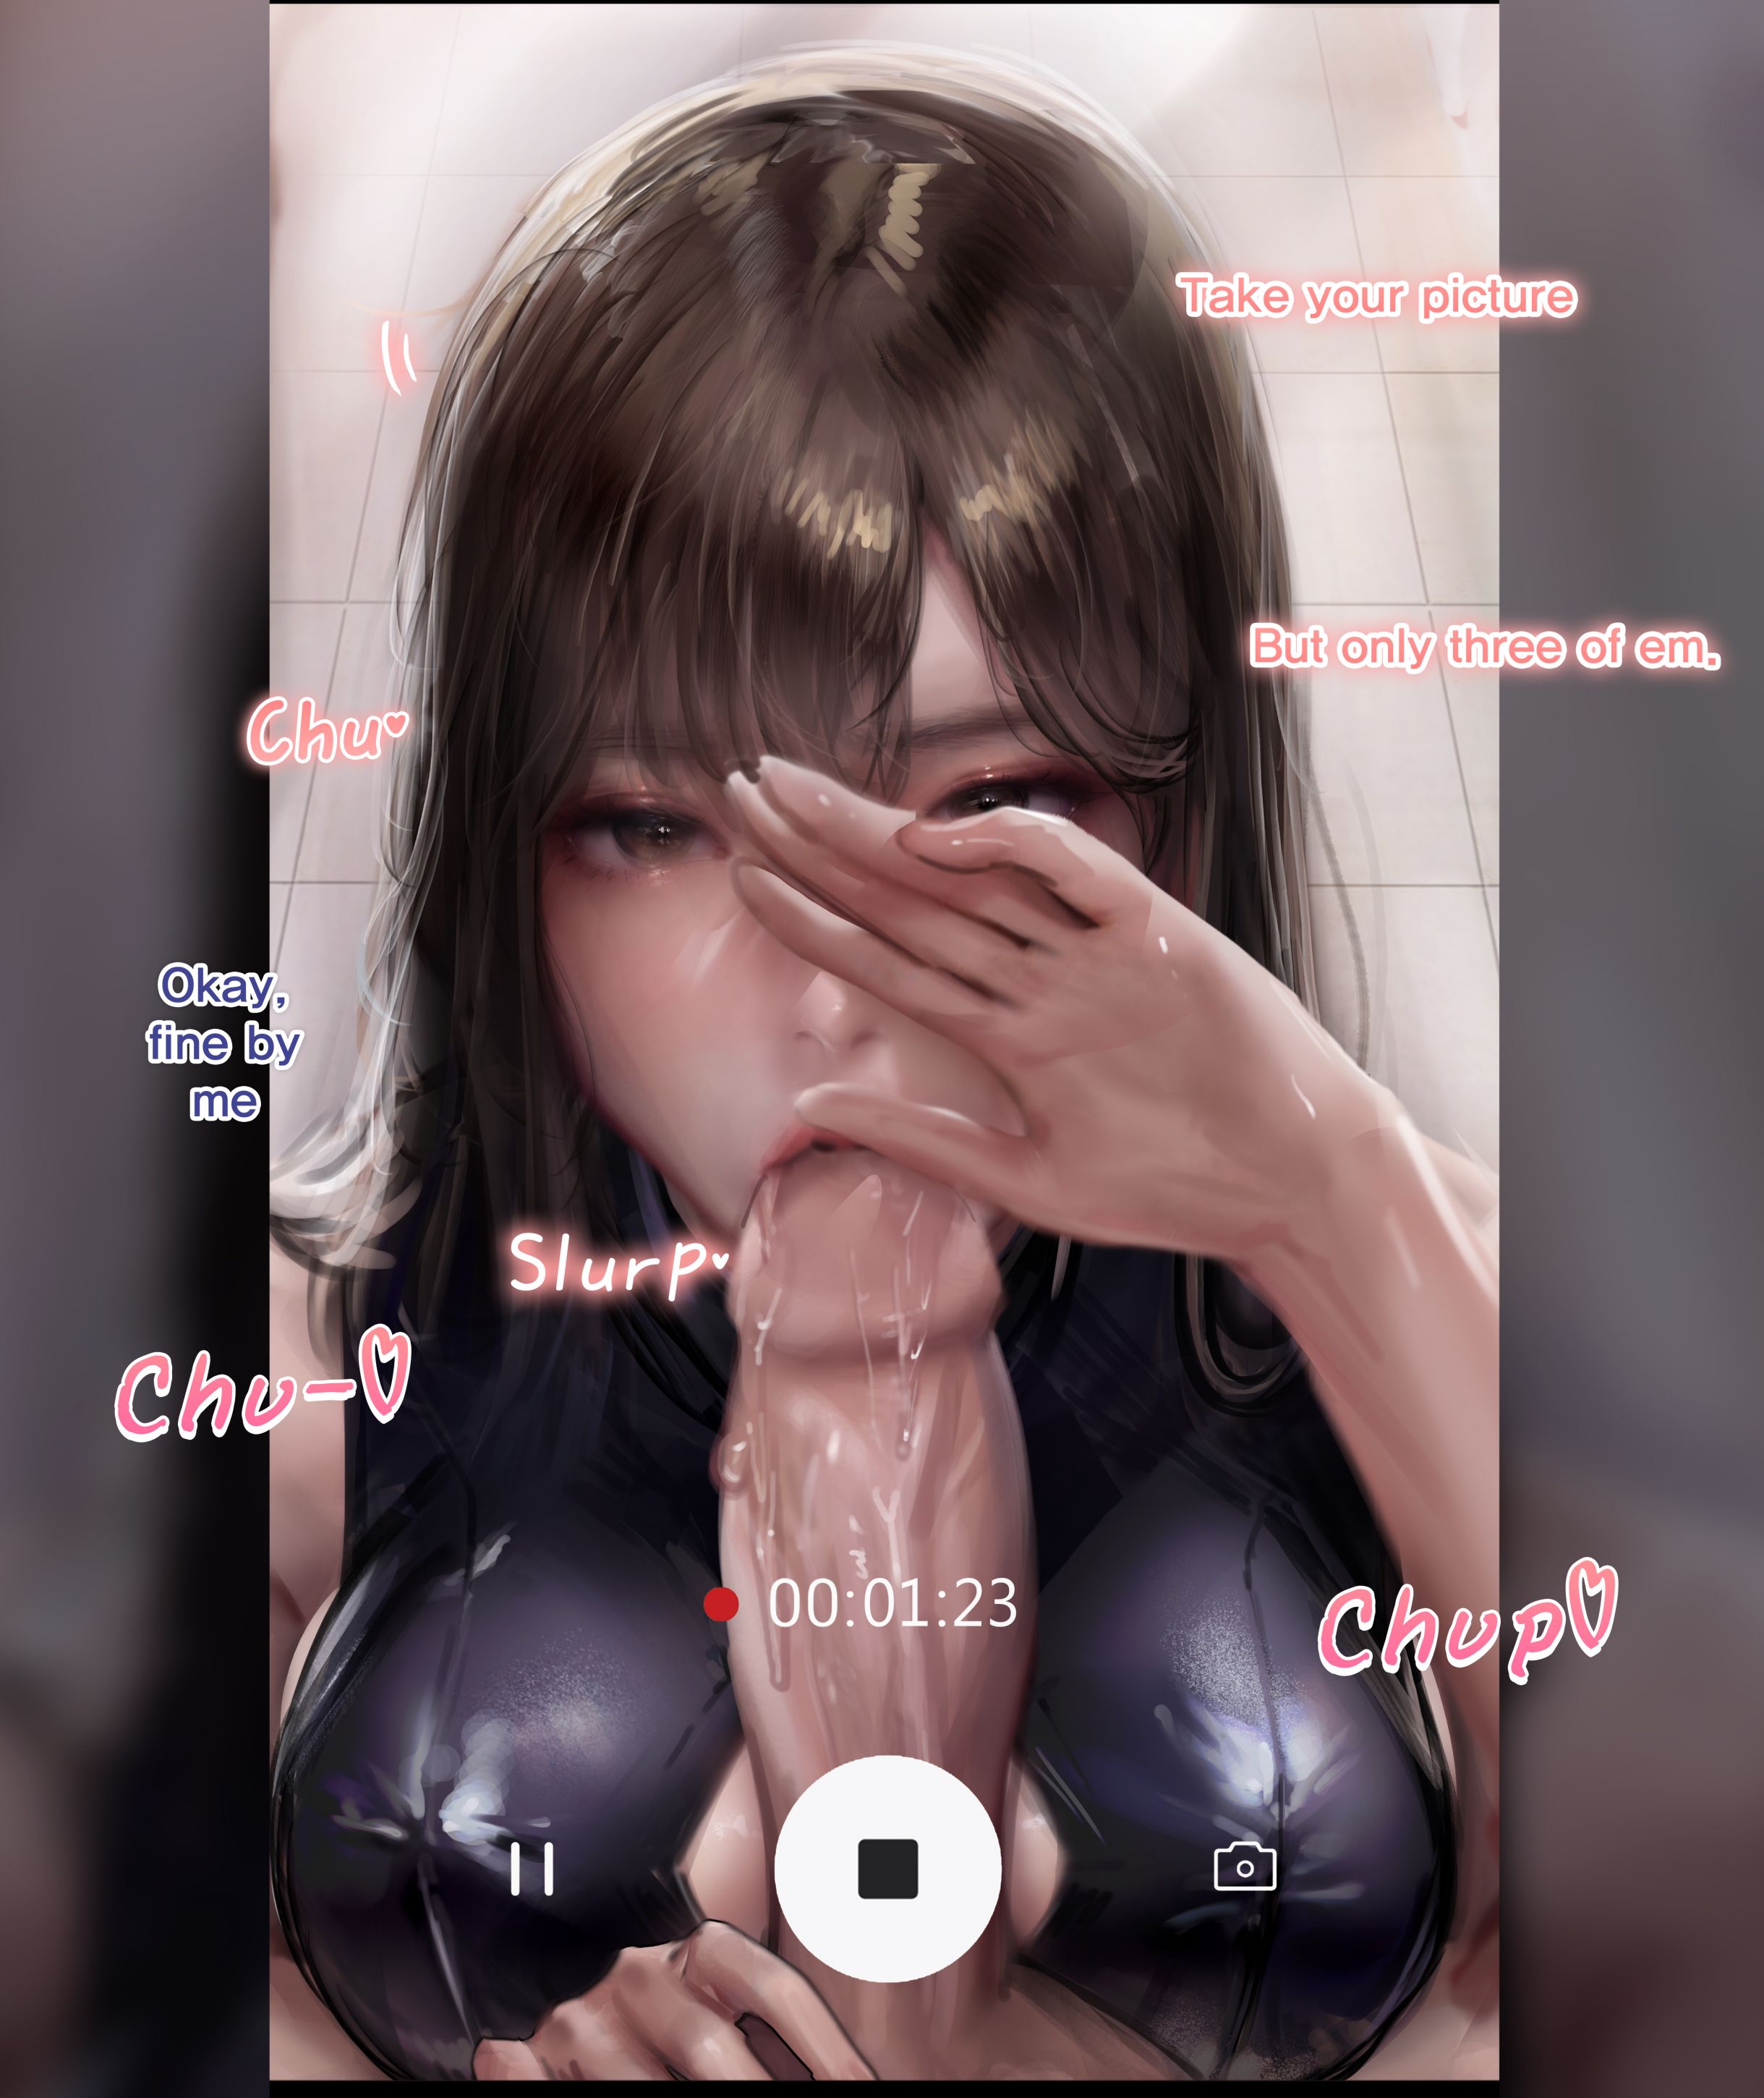 Take your picture
But only three of em.
Chu♥
Okay,
fine by
me
Slurp♥
Chu-♡
00:01:23
Chup♡